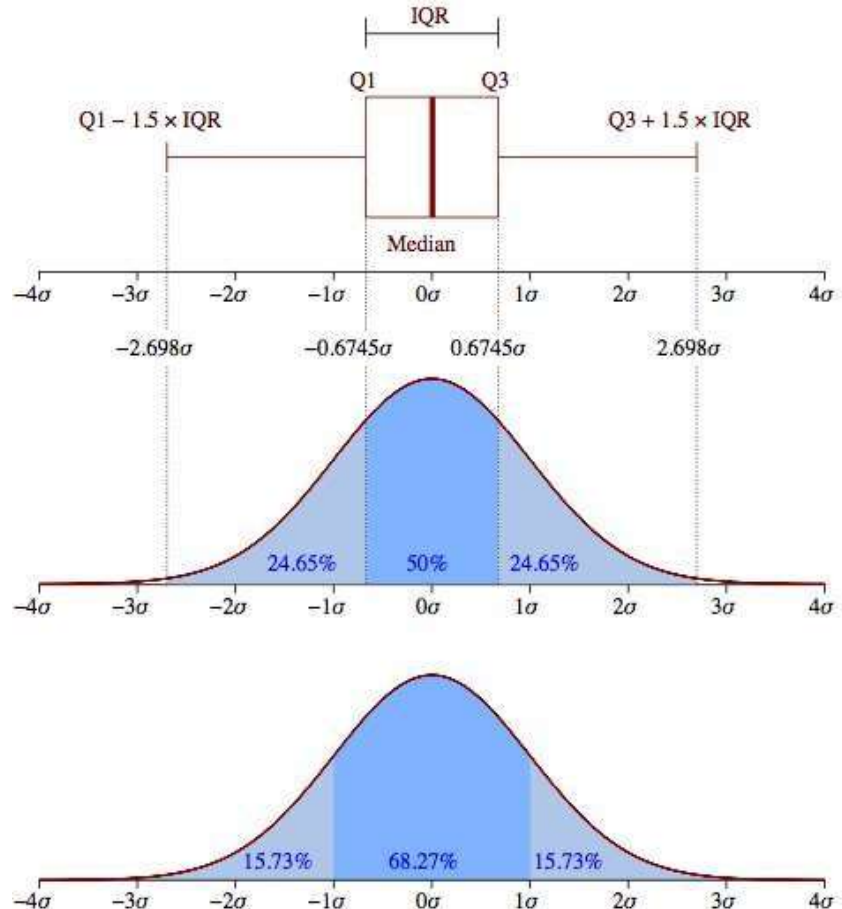 IQR
Q1 Q3
Q1 − 1.5 × IQR Q3 + 1.5 × IQR
Median
−4σ −3σ −2σ −1σ 0σ 1σ 2σ 3σ 4σ
−2.698σ −0.6745σ 0.6745σ 2.698σ
24.65% 50% 24.65%
−4σ −3σ −2σ −1σ 0σ 1σ 2σ 3σ 4σ
15.73% 68.27% 15.73%
−4σ −3σ −2σ −1σ 0σ 1σ 2σ 3σ 4σ